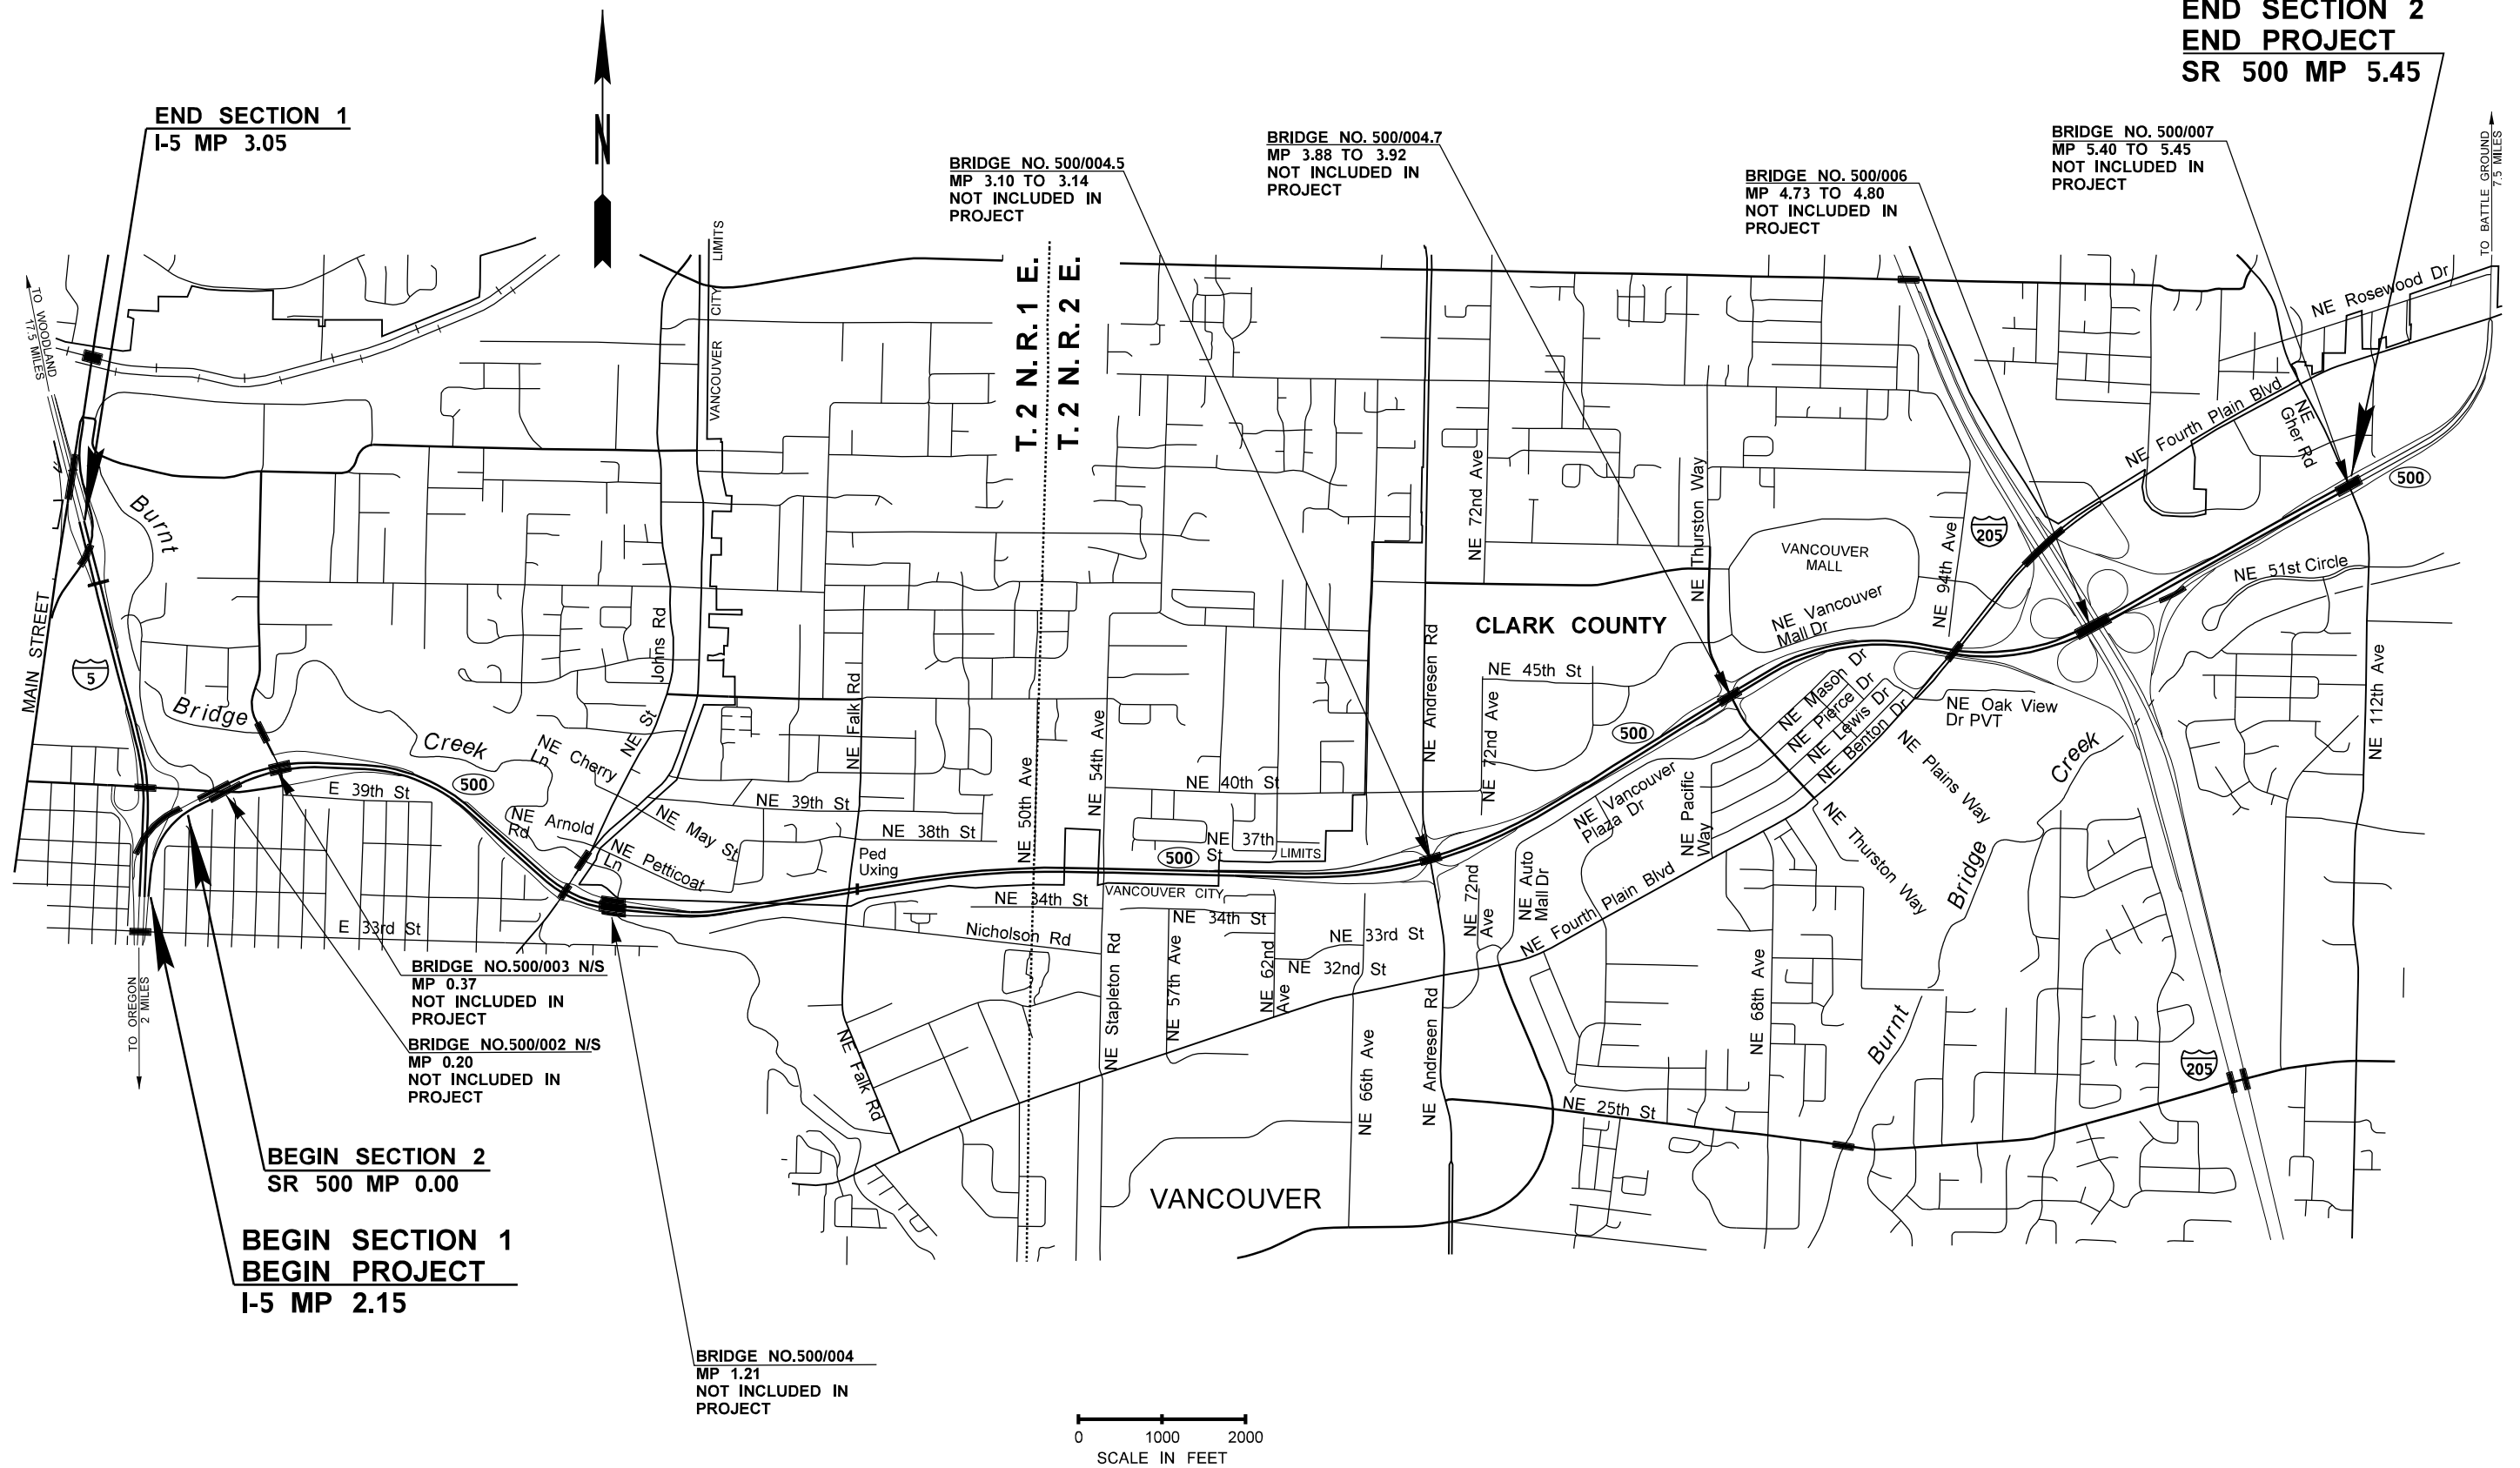 END SECTION 2
END PROJECT
SR 500 MP 5.45
END SECTION 1
I-5 MP 3.05
N
BRIDGE NO. 500/004.5
MP 3.10 TO 3.14
NOT INCLUDED IN
PROJECT
BRIDGE NO. 500/004.7
MP 3.88 TO 3.92
NOT INCLUDED IN
PROJECT
BRIDGE NO. 500/006
MP 4.73 TO 4.80
NOT INCLUDED IN
PROJECT
BRIDGE NO. 500/007
MP 5.40 TO 5.45
NOT INCLUDED IN
PROJECT
TO BATTLE GROUND
7.5 MILES
TO WOODLAND
17.5 MILES
VANCOUVER CITY LIMITS
T. 2 N. R. 1 E.
T. 2 N. R. 2 E.
NE Rosewood Dr
NE Fourth Plain Blvd
NE
Gher Rd
500
Burnt
Bridge
Creek
MAIN STREET
5
Johns Rd
NE St
NE Falk Rd
NE 50th Ave
NE 54th Ave
NE Andresen Rd
NE 72nd Ave
NE Thurston Way
VANCOUVER
MALL
NE Vancouver
Mall Dr
NE 94th Ave
205
NE 51st Circle
NE 112th Ave
CLARK COUNTY
NE 45th St
NE 72nd Ave
500
NE Mason Dr
NE Pierce Dr
NE Lewis Dr
NE Benton Dr
NE Oak View
Dr PVT
NE Plains Way
NE Thurston Way
Creek
Bridge
Burnt
NE Pacific
Way
NE Vancouver
Plaza Dr
NE Auto
Mall Dr
NE 72nd
Ave
NE Fourth Plain Blvd
E 39th St
500
NE Cherry
Ln
NE Arnold
Rd
NE May St
NE Petticoat
Ln
NE 39th St
NE 38th St
NE 40th St
NE 37th
St
500
LIMITS
VANCOUVER CITY
Ped
Uxing
E 33rd St
NE 34th St
NE 34th St
Nicholson Rd
NE 33rd St
NE 32nd St
NE Stapleton Rd
NE 57th Ave
NE 62nd
Ave
NE 66th Ave
NE Andresen Rd
NE 68th Ave
NE 25th St
205
NE Falk Rd
TO OREGON
2 MILES
BRIDGE NO.500/003 N/S
MP 0.37
NOT INCLUDED IN
PROJECT
BRIDGE NO.500/002 N/S
MP 0.20
NOT INCLUDED IN
PROJECT
BEGIN SECTION 2
SR 500 MP 0.00
BEGIN SECTION 1
BEGIN PROJECT
I-5 MP 2.15
VANCOUVER
BRIDGE NO.500/004
MP 1.21
NOT INCLUDED IN
PROJECT
0 1000 2000
SCALE IN FEET